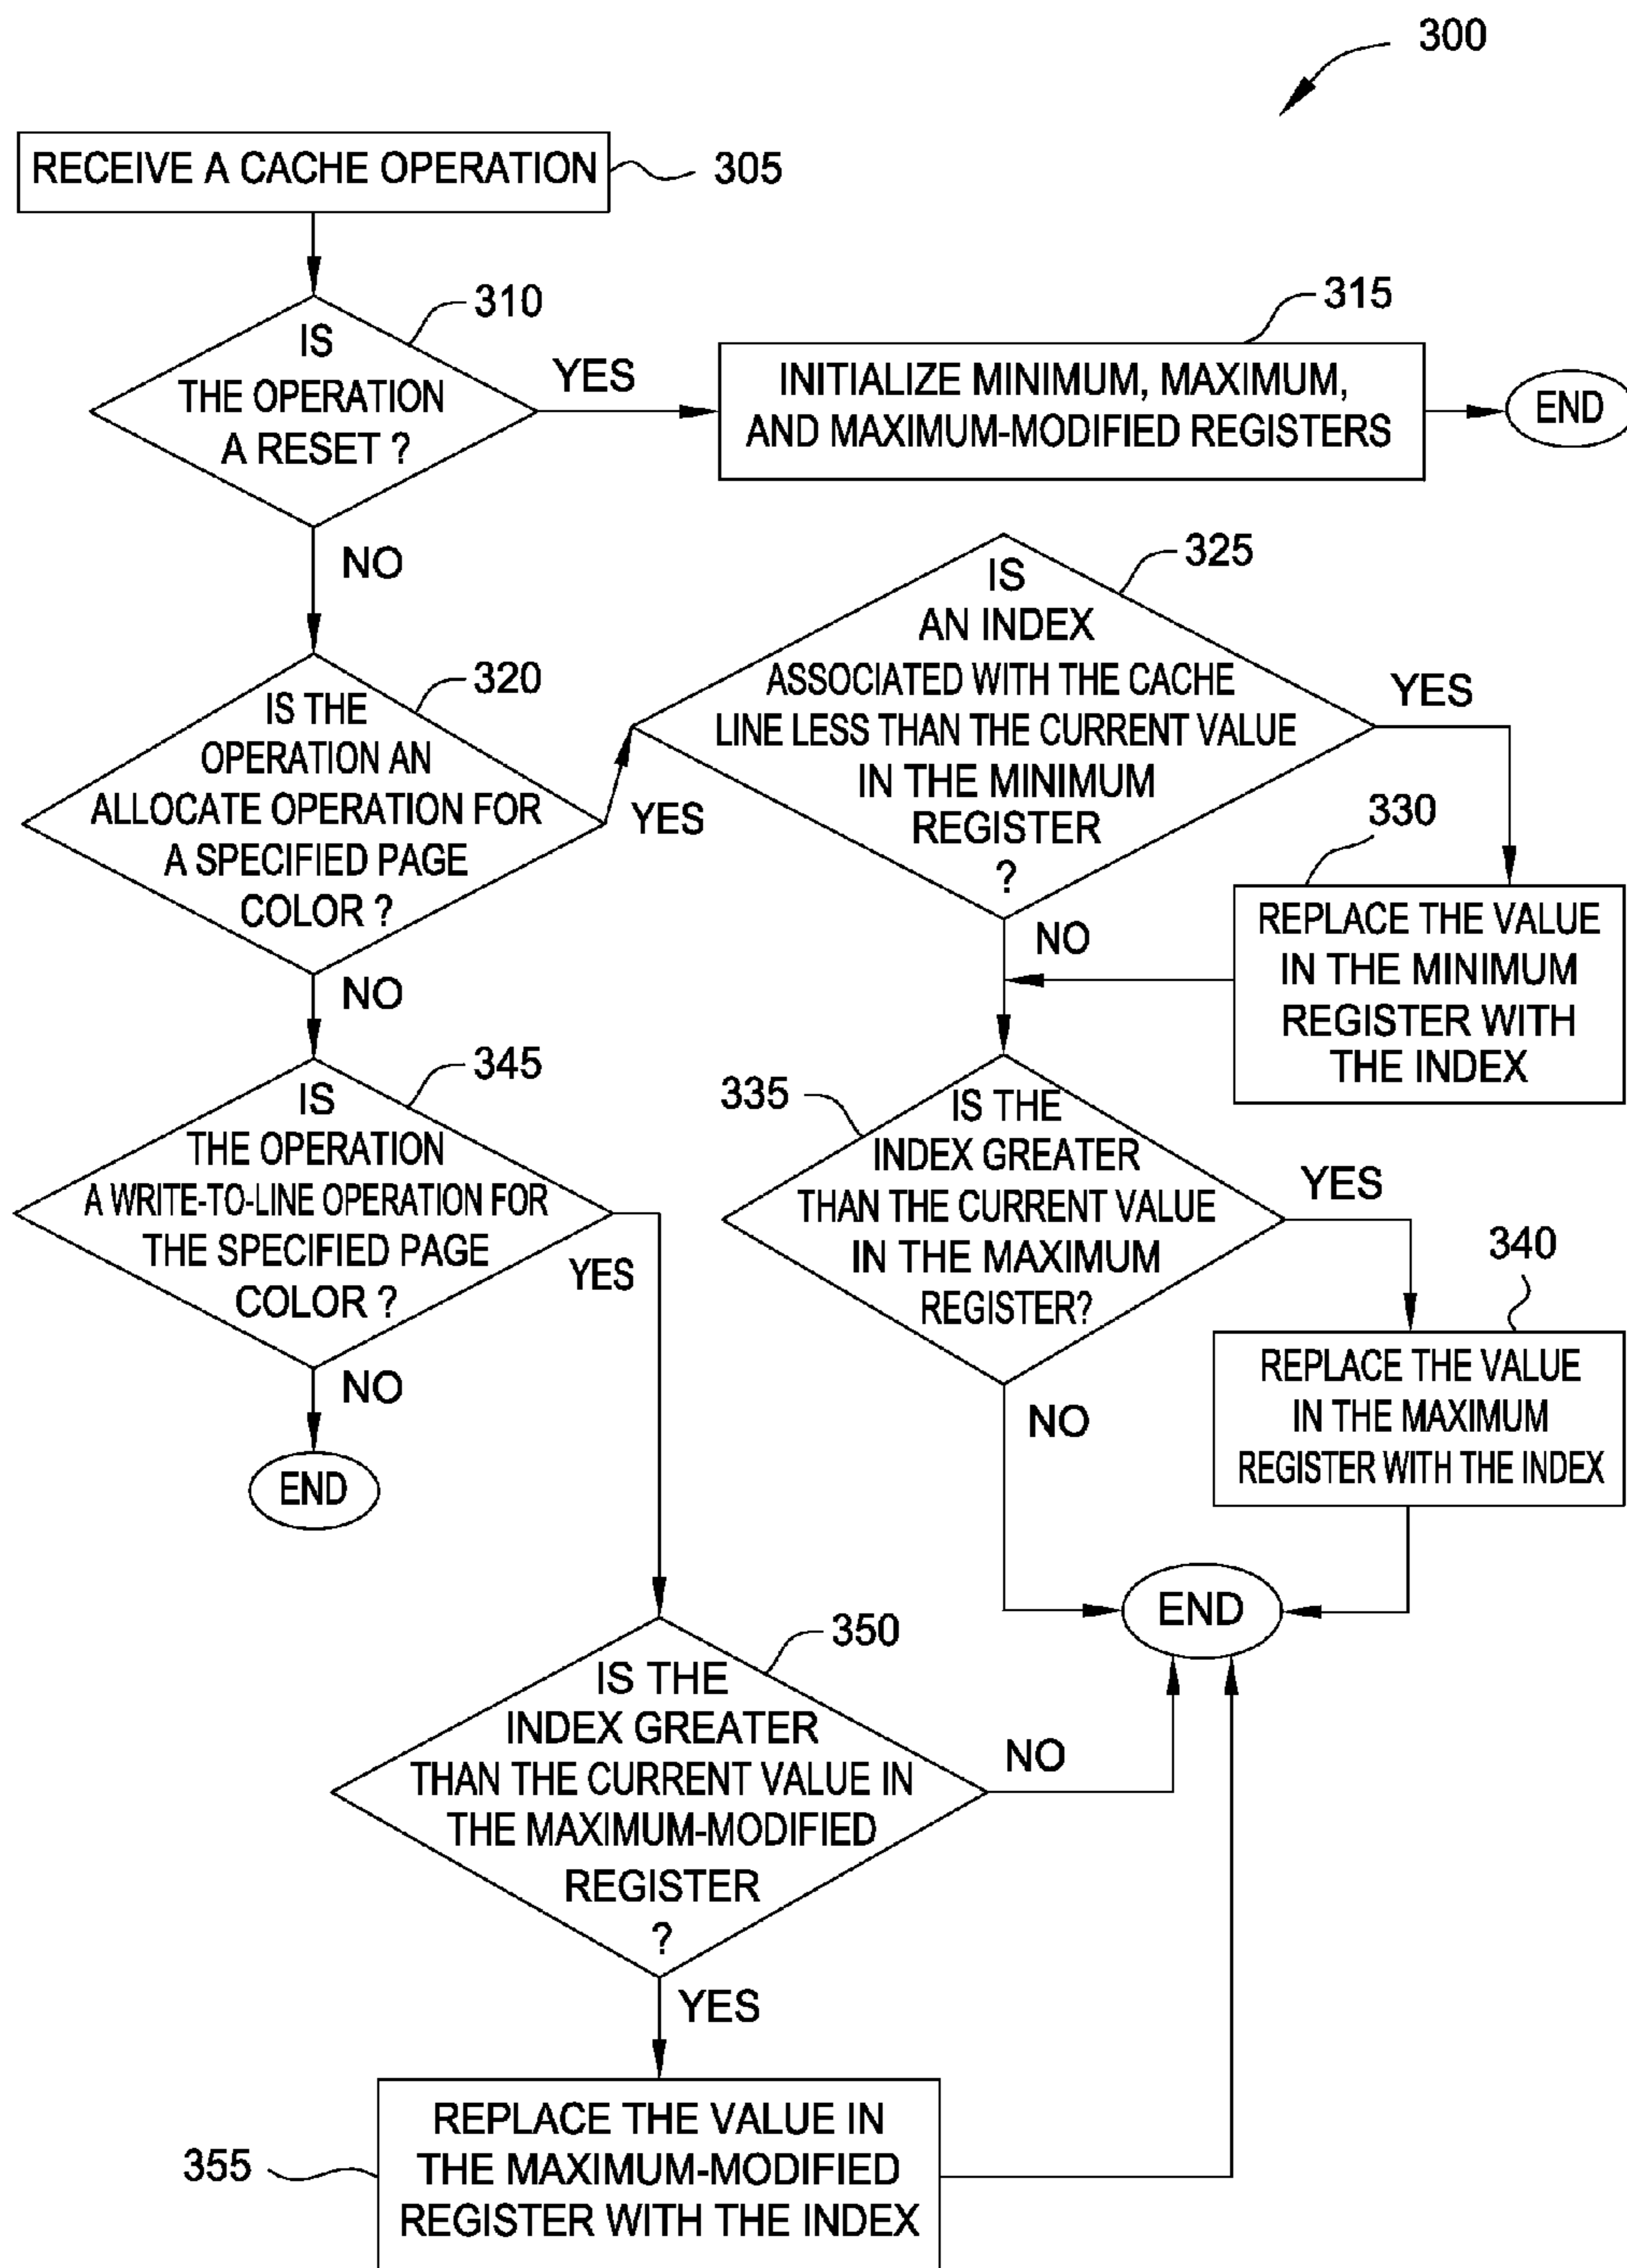 300
RECEIVE A CACHE OPERATION
305
310
IS
THE OPERATION
A RESET ?
YES
NO
315
INITIALIZE MINIMUM, MAXIMUM,
AND MAXIMUM-MODIFIED REGISTERS
END
320
IS THE
OPERATION AN
ALLOCATE OPERATION FOR
A SPECIFIED PAGE
COLOR ?
YES
NO
325
IS
AN INDEX
ASSOCIATED WITH THE CACHE
LINE LESS THAN THE CURRENT VALUE
IN THE MINIMUM
REGISTER
?
YES
NO
330
REPLACE THE VALUE
IN THE MINIMUM
REGISTER WITH
THE INDEX
335
IS THE
INDEX GREATER
THAN THE CURRENT VALUE
IN THE MAXIMUM
REGISTER?
YES
NO
340
REPLACE THE VALUE
IN THE MAXIMUM
REGISTER WITH THE INDEX
END
345
IS
THE OPERATION
A WRITE-TO-LINE OPERATION FOR
THE SPECIFIED PAGE
COLOR ?
YES
NO
END
350
IS THE
INDEX GREATER
THAN THE CURRENT VALUE IN
THE MAXIMUM-MODIFIED
REGISTER
?
NO
YES
355
REPLACE THE VALUE IN
THE MAXIMUM-MODIFIED
REGISTER WITH THE INDEX